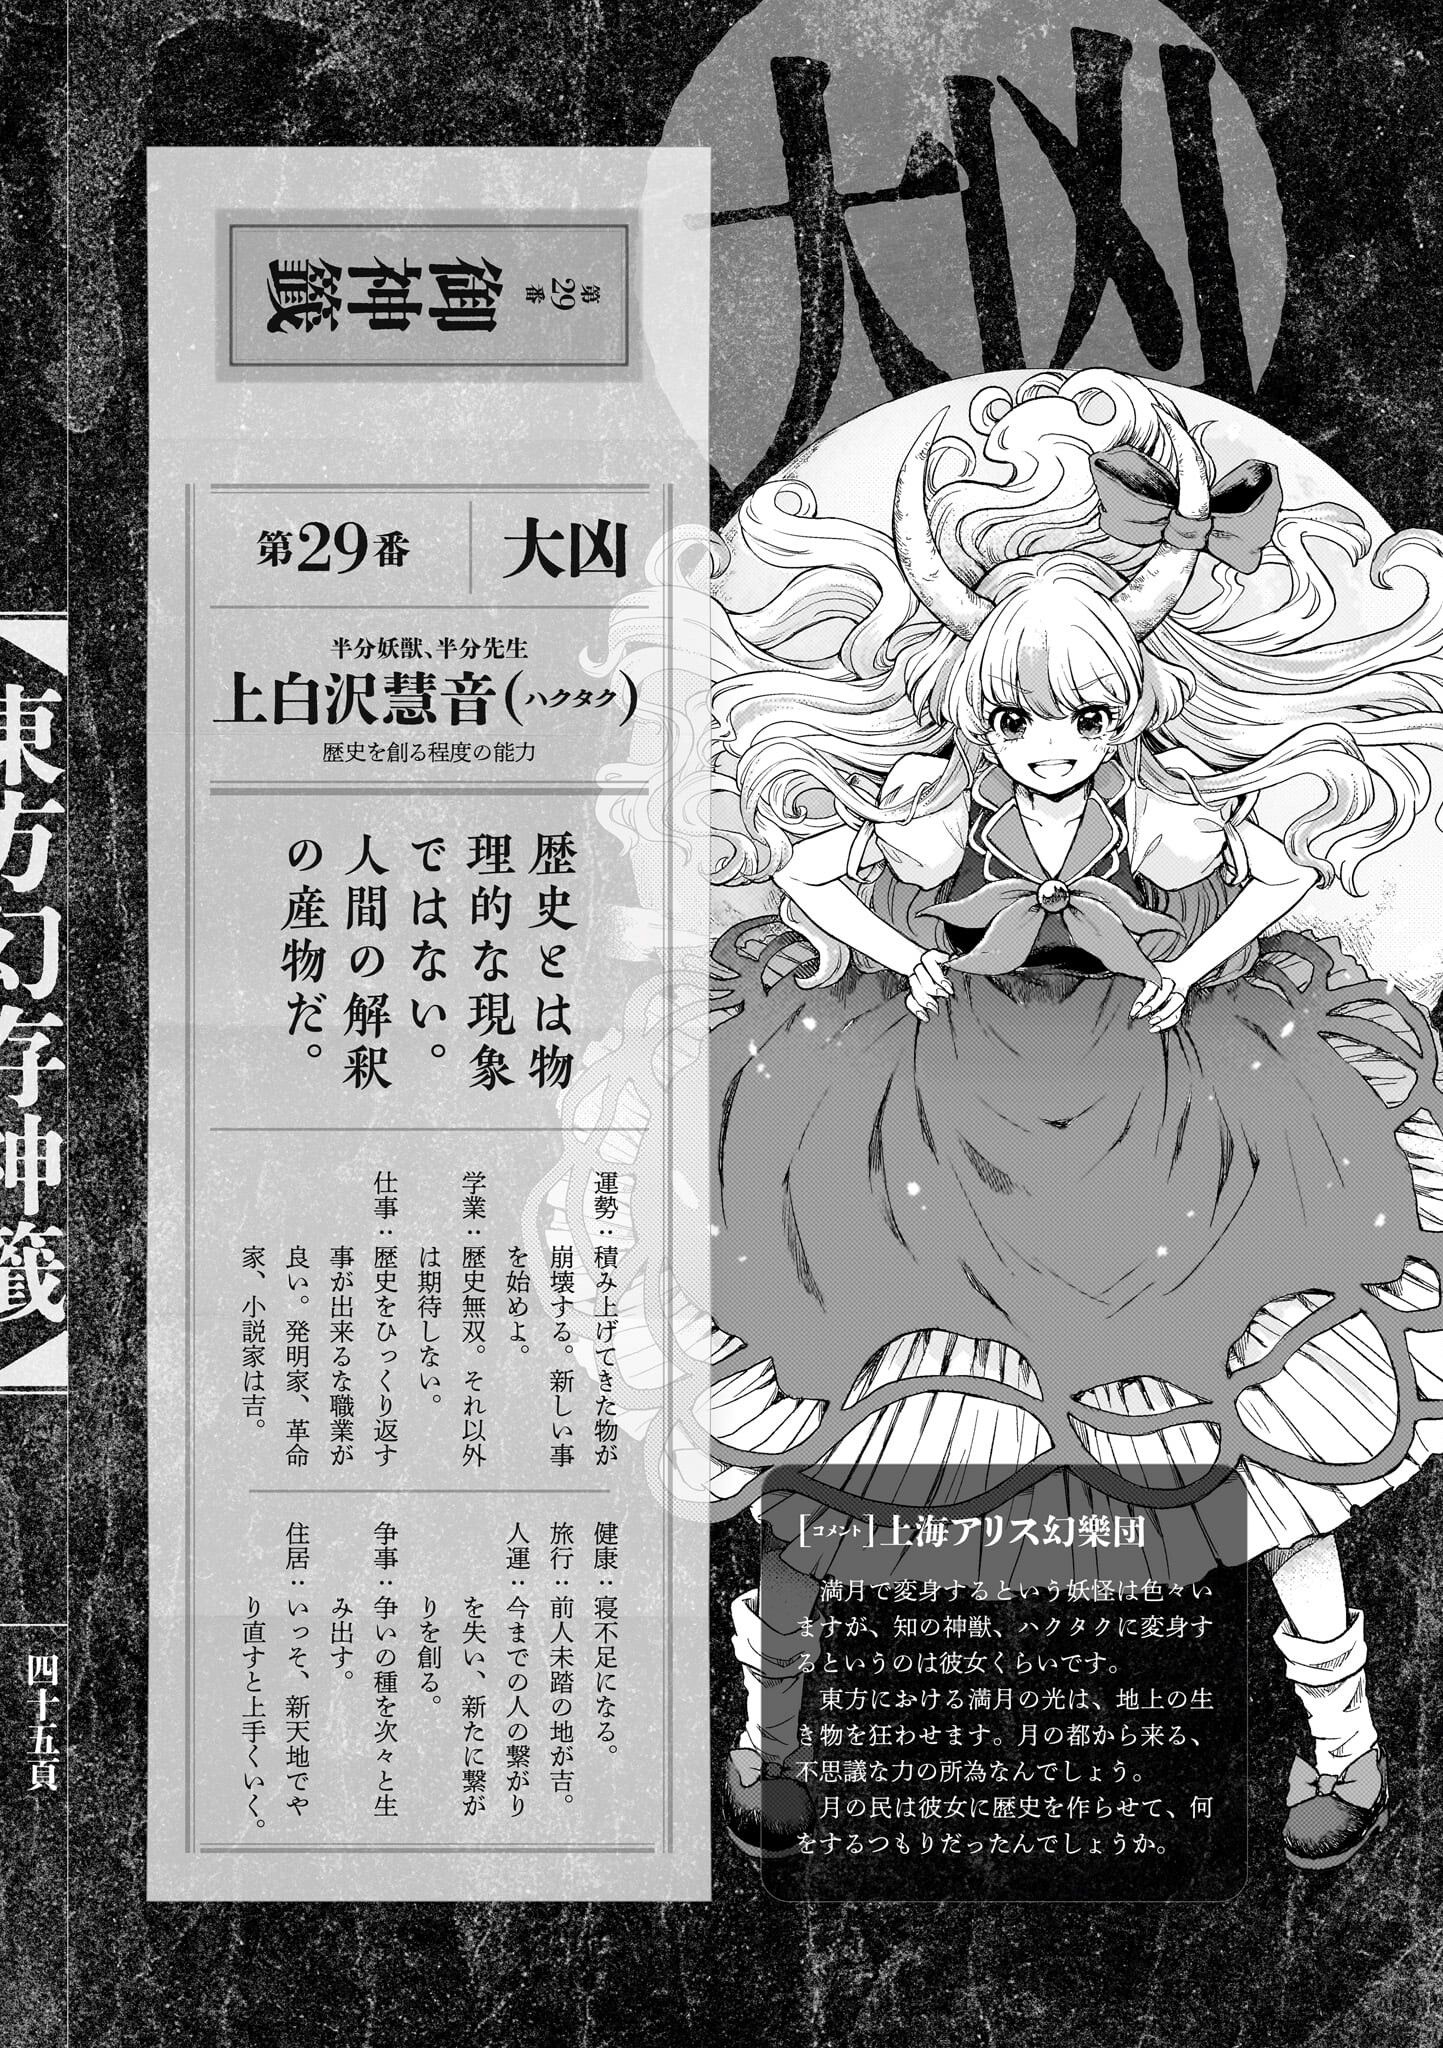 大凶
御神籤
第29番
大凶
第29番
半分妖獣、半分先生
上白沢慧音(ハクタク)
歴史を創る程度の能力
歴史とは物
理的な現象
ではない。
人間の解釈
の産物だ。
運勢：積み上げてきた物が
崩壊する。新しい事
を始めよ。
学業：歴史無双。それ以外
は期待しない。
仕事：歴史をひっくり返す
事が出来るな職業が
良い。発明家、革命
家、小説家は吉。
健康：寝不足になる。
旅行：前人未踏の地が吉。
人運：今までの人の繋がり
を失い、新たに繋が
りを創る。
争事：争いの種を次々と生
み出す。
住居：いっそ、新天地でや
り直すと上手くいく。
［コメント］上海アリス幻樂団
満月で変身するという妖怪は色々い
ますが、知の神獣、ハクタクに変身す
るというのは彼女くらいです。
東方における満月の光は、地上の生
き物を狂わせます。月の都から来る、
不思議な力の所為なんでしょう。
月の民は彼女に歴史を作らせて、何
をするつもりだったんでしょうか。
【東方幻存神籤】
四十五頁